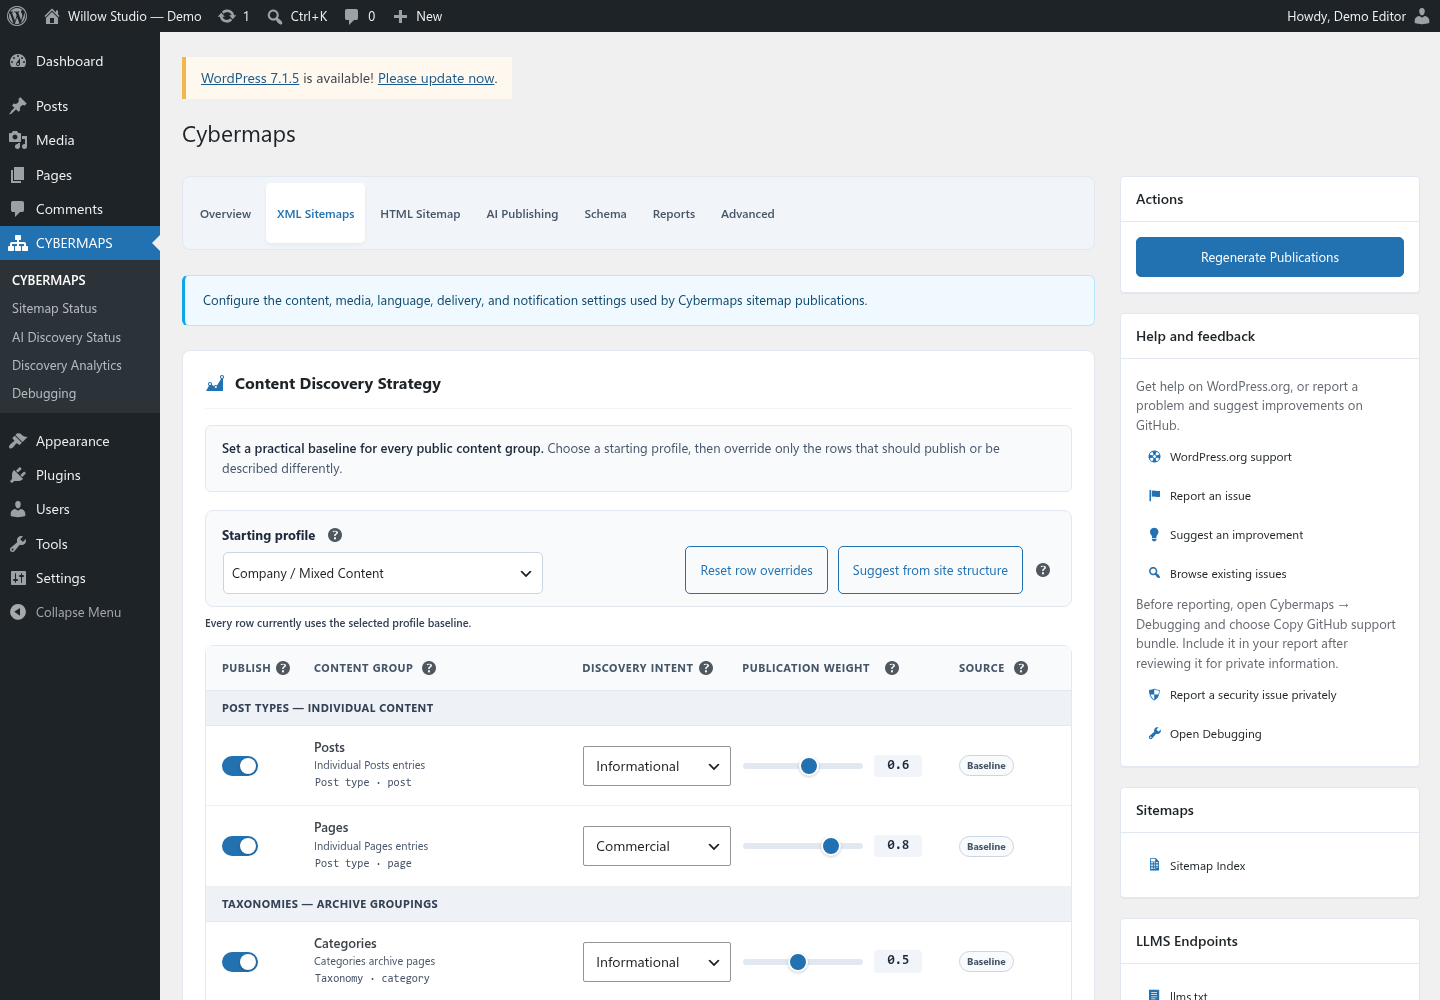 Willow Studio — Demo
1
Ctrl+K
0
New
Howdy, Demo Editor
Dashboard
Posts
Media
Pages
Comments
CYBERMAPS
CYBERMAPS
Sitemap Status
AI Discovery Status
Discovery Analytics
Debugging
Appearance
Plugins
Users
Tools
Settings
Collapse Menu
WordPress 7.1.5 is available! Please update now.
Cybermaps
Overview
XML Sitemaps
HTML Sitemap
AI Publishing
Schema
Reports
Advanced
Configure the content, media, language, delivery, and notification settings used by Cybermaps sitemap publications.
Content Discovery Strategy
Set a practical baseline for every public content group. Choose a starting profile, then override only the rows that should publish or be
described differently.
Starting profile ?
Company / Mixed Content
Reset row overrides
Suggest from site structure
?
Every row currently uses the selected profile baseline.
PUBLISH ? CONTENT GROUP ? DISCOVERY INTENT ? PUBLICATION WEIGHT ? SOURCE ?
POST TYPES — INDIVIDUAL CONTENT
Posts
Individual Posts entries
Post type · post
Informational
0.6
Baseline
Pages
Individual Pages entries
Post type · page
Commercial
0.8
Baseline
TAXONOMIES — ARCHIVE GROUPINGS
Categories
Categories archive pages
Taxonomy · category
Informational
0.5
Baseline
Actions
Regenerate Publications
Help and feedback
Get help on WordPress.org, or report a
problem and suggest improvements on
GitHub.
WordPress.org support
Report an issue
Suggest an improvement
Browse existing issues
Before reporting, open Cybermaps →
Debugging and choose Copy GitHub support
bundle. Include it in your report after
reviewing it for private information.
Report a security issue privately
Open Debugging
Sitemaps
Sitemap Index
LLMS Endpoints
llms.txt